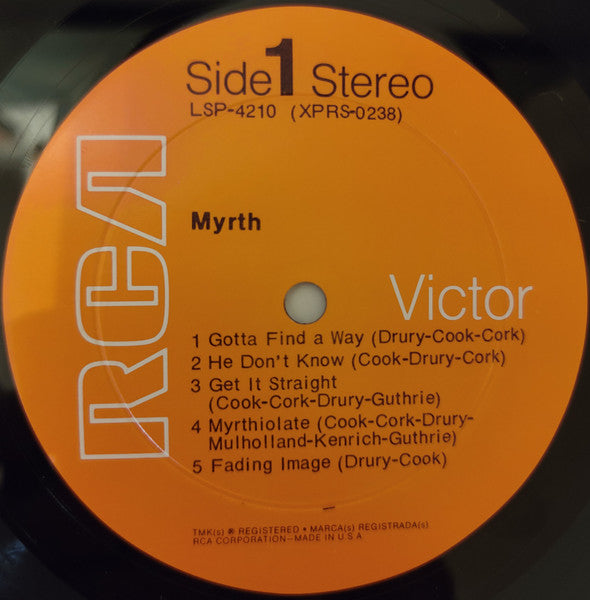 Side 1 Stereo
LSP-4210 (XPRS-0238)
RCA
Myrth
Victor
1 Gotta Find a Way (Drury-Cook-Cork)
2 He Don't Know (Cook-Drury-Cork)
3 Get It Straight
(Cook-Cork-Drury-Guthrie)
4 Myrthiolate (Cook-Cork-Drury-
Mulholland-Kenrich-Guthrie)
5 Fading Image (Drury-Cook)
TMK(s) ® REGISTERED • MARCA(s) REGISTRADA(s)
RCA CORPORATION—MADE IN U.S.A